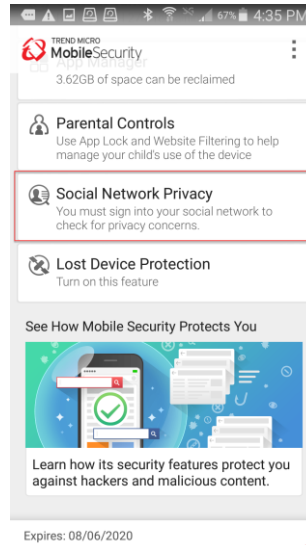 67% 4:35 PM
TREND MICRO
MobileSecurity
App Manager
3.62GB of space can be reclaimed
Parental Controls
Use App Lock and Website Filtering to help
manage your child's use of the device
Social Network Privacy
You must sign into your social network to
check for privacy concerns.
Lost Device Protection
Turn on this feature
See How Mobile Security Protects You
Learn how its security features protect you
against hackers and malicious content.
Expires: 08/06/2020